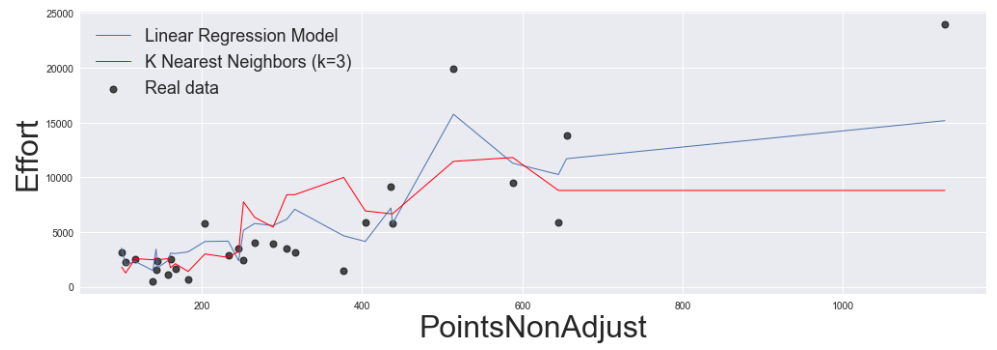 25000
20000
15000
10000
5000
0
Effort
Linear Regression Model
K Nearest Neighbors (k=3)
Real data
200 400 600 800 1000
PointsNonAdjust